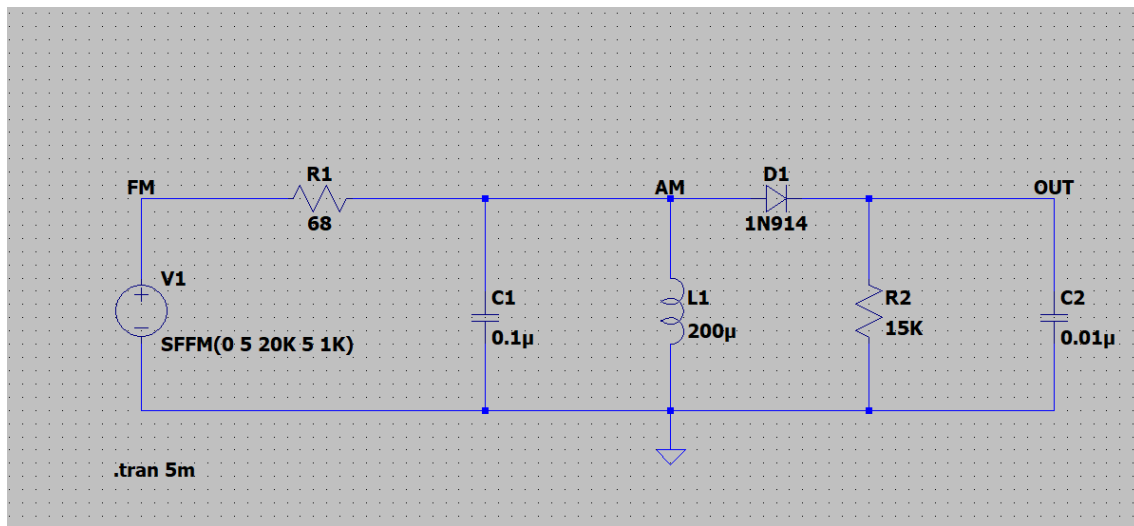 FM
R1
68
AM
D1
1N914
OUT
V1
SFFM(0 5 20K 5 1K)
C1
0.1µ
L1
200µ
R2
15K
C2
0.01µ
.tran 5m